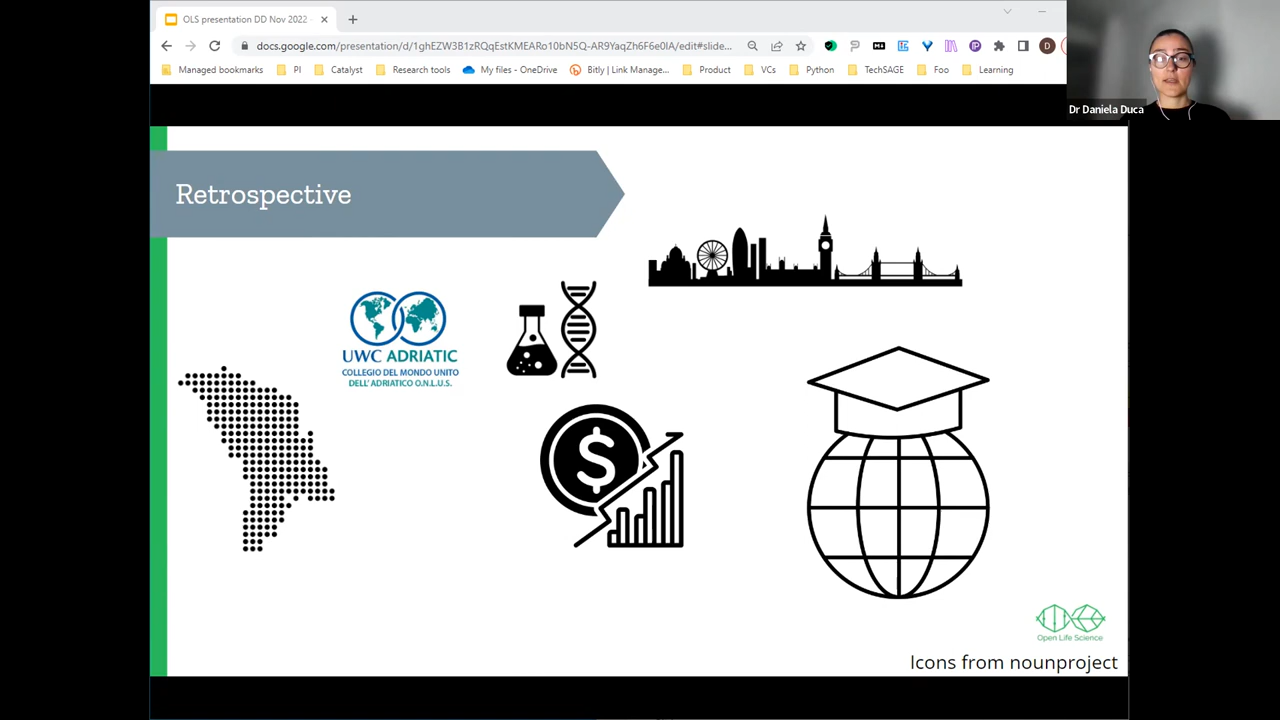 OLS presentation DD Nov 2022 -
docs.google.com/presentation/d/1ghEZW3B1zRQqEstKMEARo10bN5Q-AR9YaqZh6F6e0IA/edit#slide...
Managed bookmarks PI Catalyst Research tools My files - OneDrive Bitly | Link Manage... Product VCs Python TechSAGE Foo Learning
Dr Daniela Duca
Retrospective
UWC ADRIATIC
COLLEGIO DEL MONDO UNITO
DELL' ADRIATICO O.N.L.U.S.
$
Open Life Science
Icons from nounproject